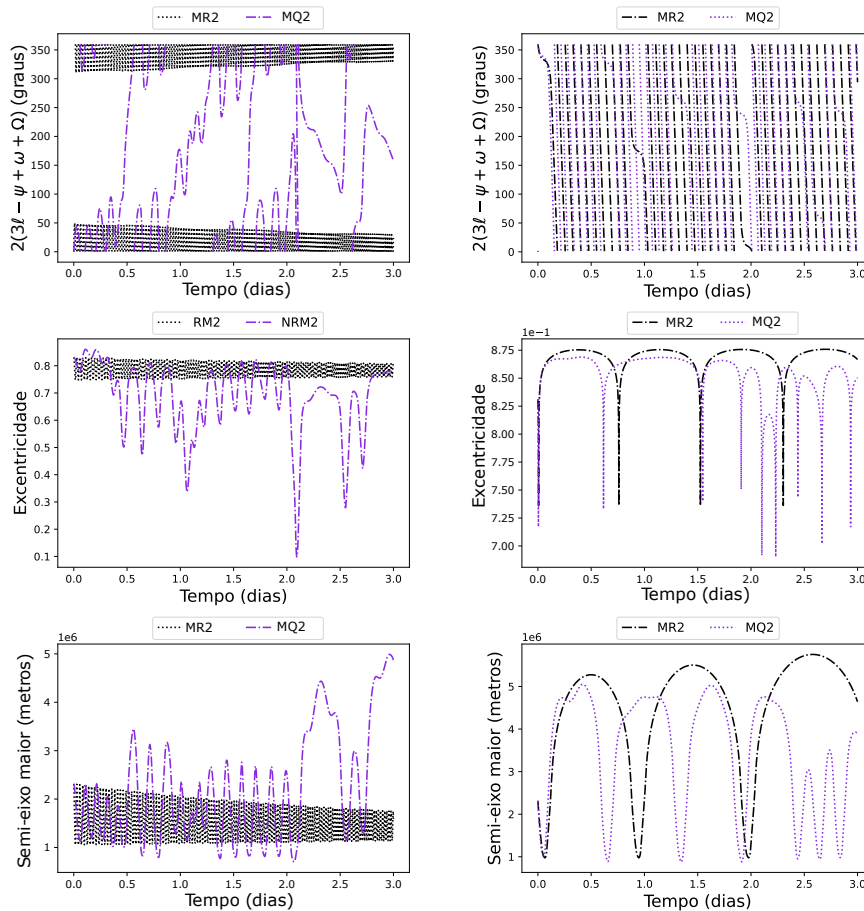 MR2 MQ2
2(3ℓ − ψ + ω + Ω) (graus)
350
300
250
200
150
100
50
0
0.0 0.5 1.0 1.5 2.0 2.5 3.0
Tempo (dias)
MR2 MQ2
2(3ℓ − ψ + ω + Ω) (graus)
350
300
250
200
150
100
50
0
0.0 0.5 1.0 1.5 2.0 2.5 3.0
Tempo (dias)
RM2 NRM2
Excentricidade
0.8
0.7
0.6
0.5
0.4
0.3
0.2
0.1
0.0 0.5 1.0 1.5 2.0 2.5 3.0
Tempo (dias)
MR2 MQ2
1e−1
Excentricidade
8.75
8.50
8.25
8.00
7.75
7.50
7.25
7.00
0.0 0.5 1.0 1.5 2.0 2.5 3.0
Tempo (dias)
MR2 MQ2
1e6
Semi-eixo maior (metros)
5
4
3
2
1
0.0 0.5 1.0 1.5 2.0 2.5 3.0
Tempo (dias)
MR2 MQ2
1e6
Semi-eixo maior (metros)
5
4
3
2
1
0.0 0.5 1.0 1.5 2.0 2.5 3.0
Tempo (dias)